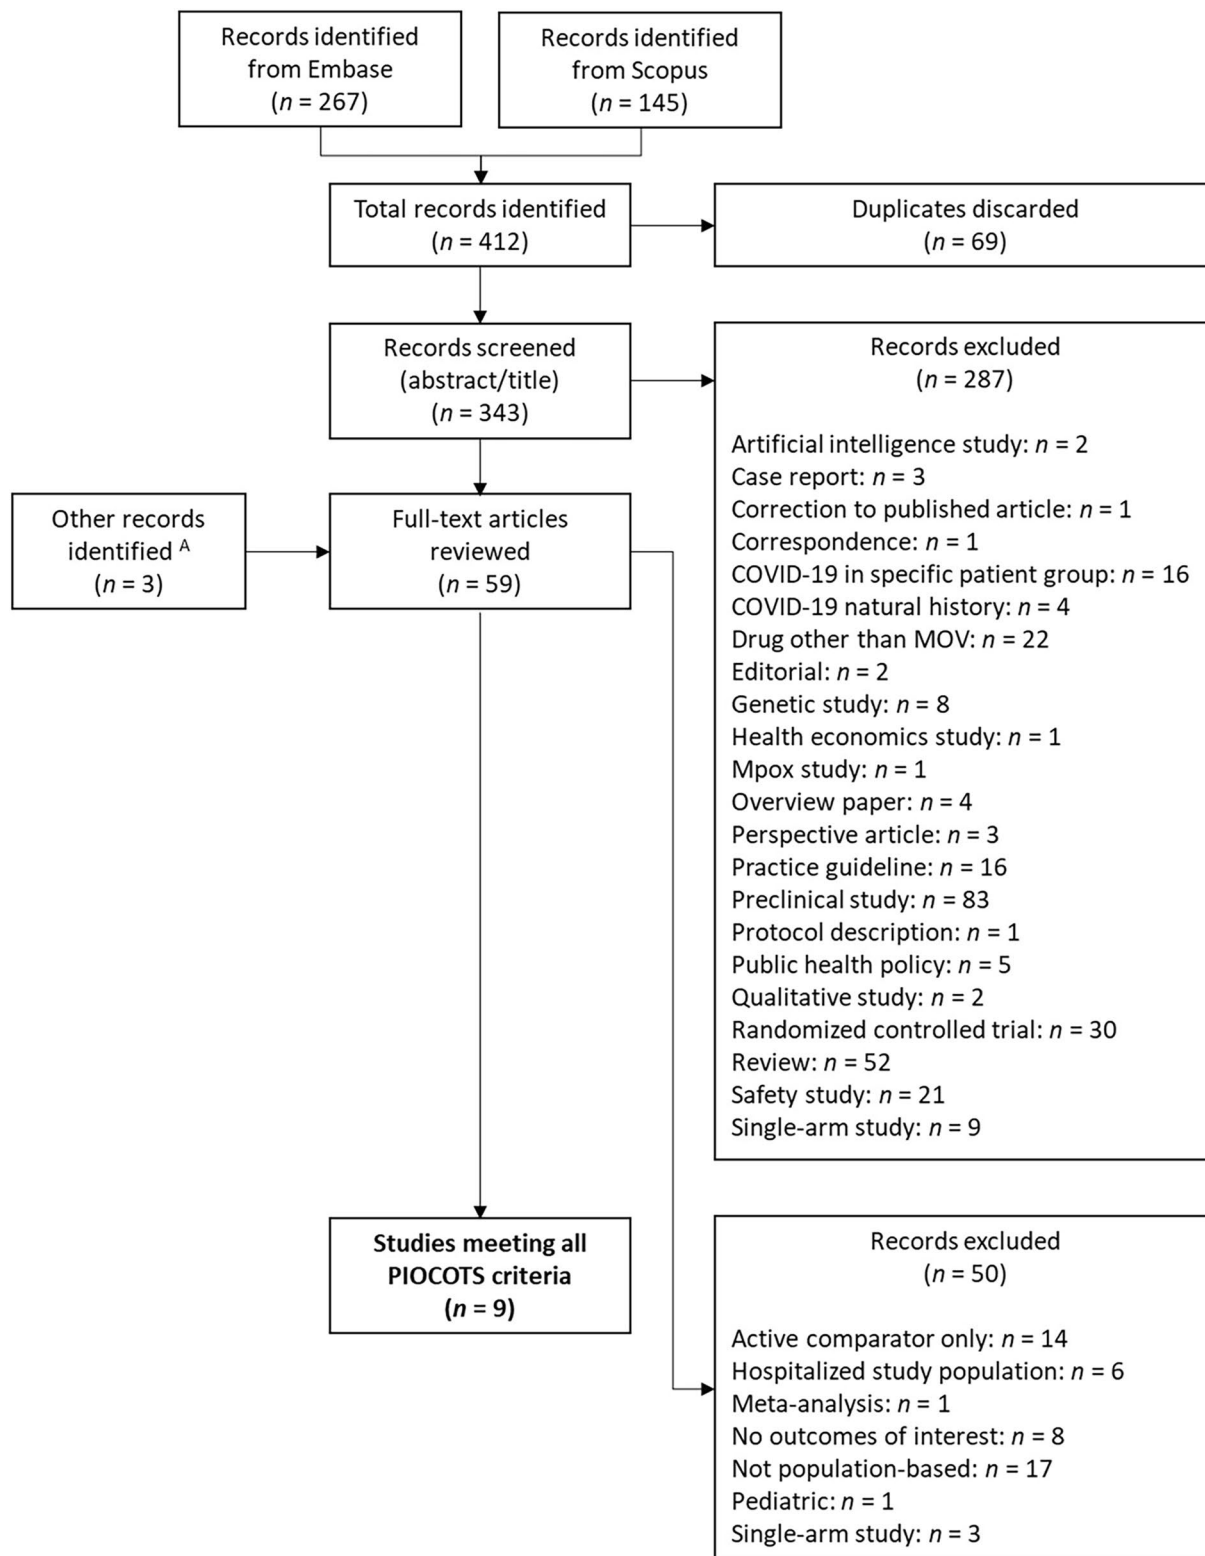 Records identified
from Embase
(n = 267)
Records identified
from Scopus
(n = 145)
Total records identified
(n = 412)
Duplicates discarded
(n = 69)
Records screened
(abstract/title)
(n = 343)
Records excluded
(n = 287)
Artificial intelligence study: n = 2
Case report: n = 3
Correction to published article: n = 1
Correspondence: n = 1
COVID-19 in specific patient group: n = 16
COVID-19 natural history: n = 4
Drug other than MOV: n = 22
Editorial: n = 2
Genetic study: n = 8
Health economics study: n = 1
Mpox study: n = 1
Overview paper: n = 4
Perspective article: n = 3
Practice guideline: n = 16
Preclinical study: n = 83
Protocol description: n = 1
Public health policy: n = 5
Qualitative study: n = 2
Randomized controlled trial: n = 30
Review: n = 52
Safety study: n = 21
Single-arm study: n = 9
Other records
identified A
(n = 3)
Full-text articles
reviewed
(n = 59)
Studies meeting all
PIOCOTS criteria
(n = 9)
Records excluded
(n = 50)
Active comparator only: n = 14
Hospitalized study population: n = 6
Meta-analysis: n = 1
No outcomes of interest: n = 8
Not population-based: n = 17
Pediatric: n = 1
Single-arm study: n = 3